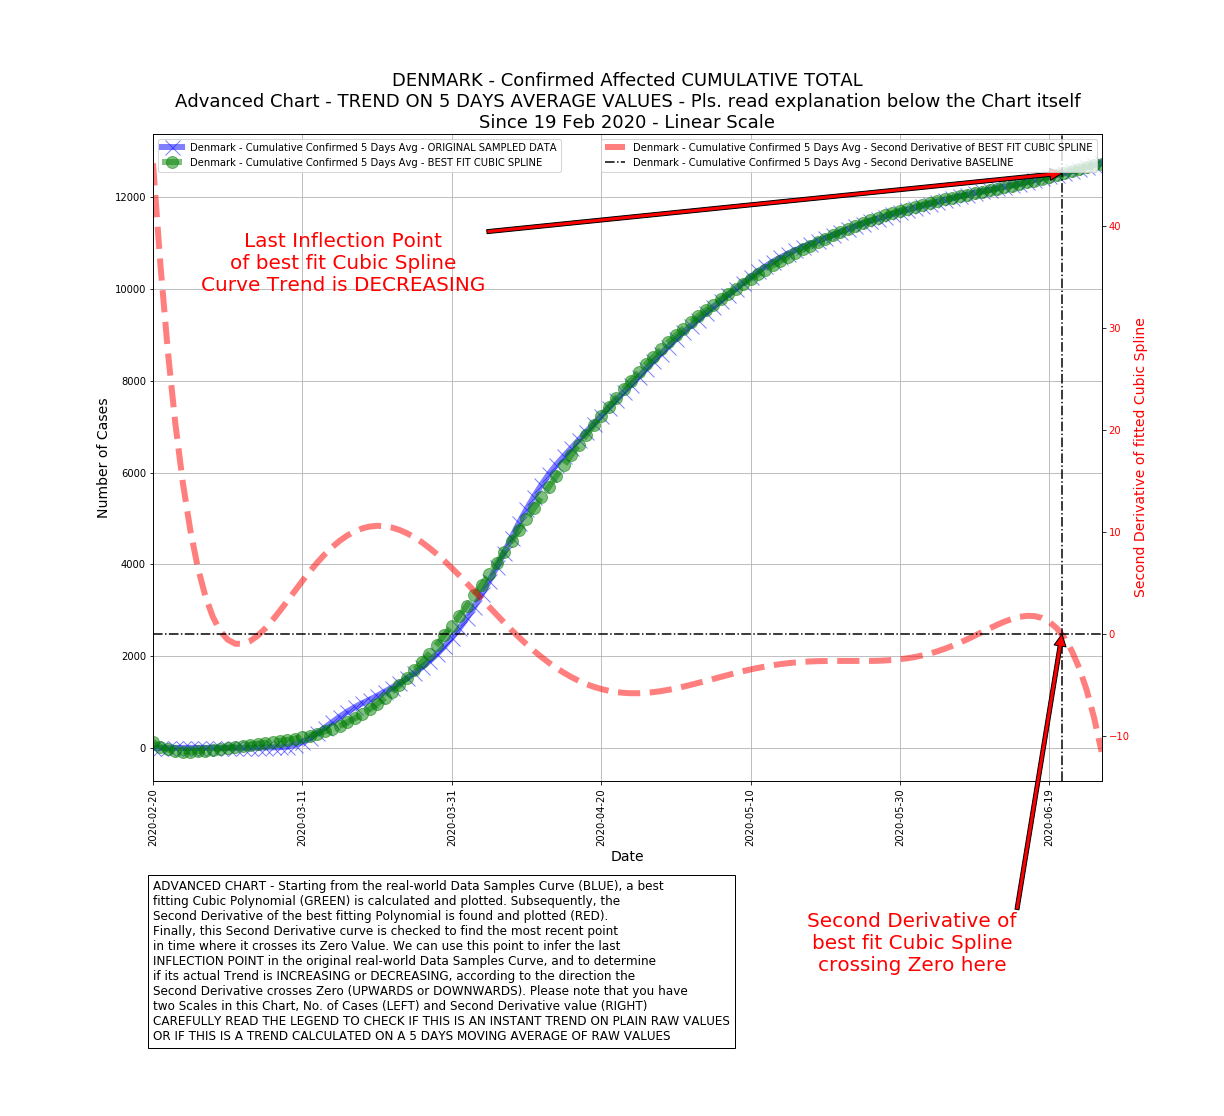 DENMARK - Confirmed Affected CUMULATIVE TOTAL
Advanced Chart - TREND ON 5 DAYS AVERAGE VALUES - Pls. read explanation below the Chart itself
Since 19 Feb 2020 - Linear Scale
Denmark - Cumulative Confirmed 5 Days Avg - ORIGINAL SAMPLED DATA
Denmark - Cumulative Confirmed 5 Days Avg - BEST FIT CUBIC SPLINE
Denmark - Cumulative Confirmed 5 Days Avg - Second Derivative of BEST FIT CUBIC SPLINE
Denmark - Cumulative Confirmed 5 Days Avg - Second Derivative BASELINE
Last Inflection Point
of best fit Cubic Spline
Curve Trend is DECREASING
Number of Cases
12000
10000
8000
6000
4000
2000
0
40
30
20
10
0
−10
Second Derivative of fitted Cubic Spline
2020-02-20
2020-03-11
2020-03-31
2020-04-20
2020-05-10
2020-05-30
2020-06-19
Date
ADVANCED CHART - Starting from the real-world Data Samples Curve (BLUE), a best
fitting Cubic Polynomial (GREEN) is calculated and plotted. Subsequently, the
Second Derivative of the best fitting Polynomial is found and plotted (RED).
Finally, this Second Derivative curve is checked to find the most recent point
in time where it crosses its Zero Value. We can use this point to infer the last
INFLECTION POINT in the original real-world Data Samples Curve, and to determine
if its actual Trend is INCREASING or DECREASING, according to the direction the
Second Derivative crosses Zero (UPWARDS or DOWNWARDS). Please note that you have
two Scales in this Chart, No. of Cases (LEFT) and Second Derivative value (RIGHT)
CAREFULLY READ THE LEGEND TO CHECK IF THIS IS AN INSTANT TREND ON PLAIN RAW VALUES
OR IF THIS IS A TREND CALCULATED ON A 5 DAYS MOVING AVERAGE OF RAW VALUES
Second Derivative of
best fit Cubic Spline
crossing Zero here